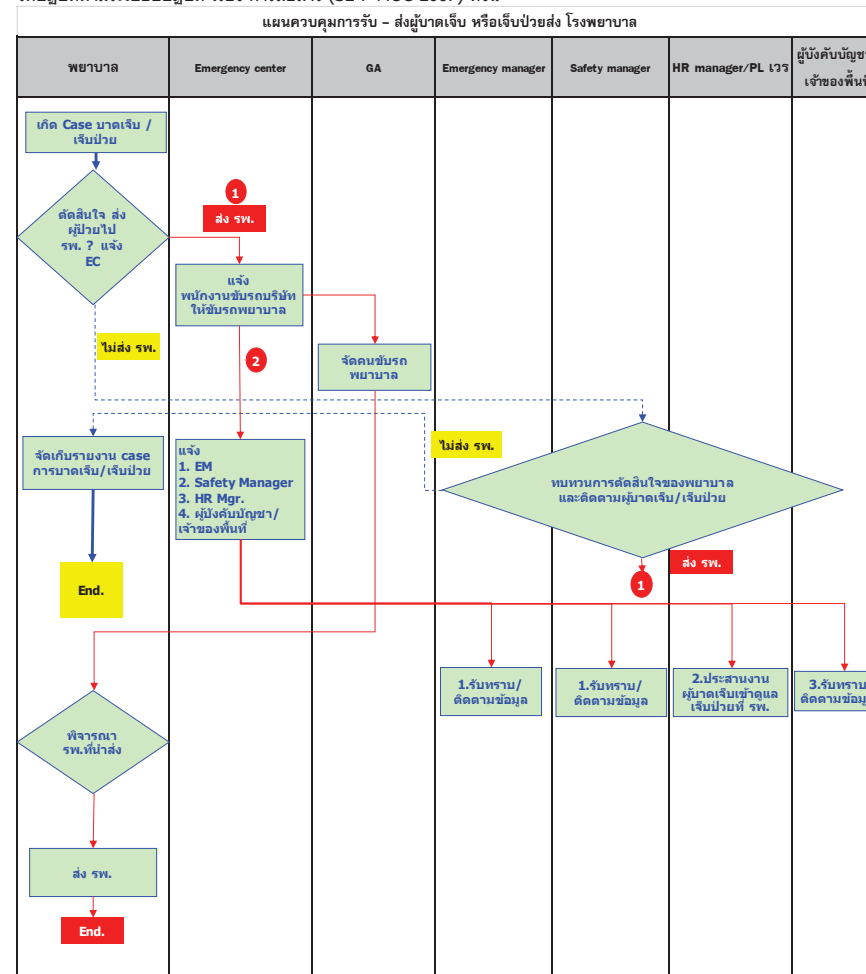 แผนควบคุมการรับ – ส่งผู้บาดเจ็บ หรือเจ็บป่วยส่ง โรงพยาบาล
พยาบาล
Emergency center
GA
Emergency manager
Safety manager
HR manager/PL เวร
ผู้บังคับบัญชา
เจ้าของพื้นที่
เกิด Case บาดเจ็บ /
เจ็บป่วย
ตัดสินใจ ส่ง
ผู้ป่วยไป
รพ. ? แจ้ง
EC
1
ส่ง รพ.
แจ้ง
พนักงานขับรถบริษัท
ให้ขับรถพยาบาล
ไม่ส่ง รพ.
2
จัดคนขับรถ
พยาบาล
จัดเก็บรายงาน case
การบาดเจ็บ/เจ็บป่วย
แจ้ง
1. EM
2. Safety Manager
3. HR Mgr.
4. ผู้บังคับบัญชา/
เจ้าของพื้นที่
ไม่ส่ง รพ.
ทบทวนการตัดสินใจของพยาบาล
และติดตามผู้บาดเจ็บ/เจ็บป่วย
ส่ง รพ.
1
End.
1.รับทราบ/
ติดตามข้อมูล
1.รับทราบ/
ติดตามข้อมูล
2.ประสานงาน
ผู้บาดเจ็บเข้าดูแล
เจ็บป่วยที่ รพ.
3.รับทราบ
ติดตามข้อมูล
พิจารณา
รพ.ที่นำส่ง
ส่ง รพ.
End.